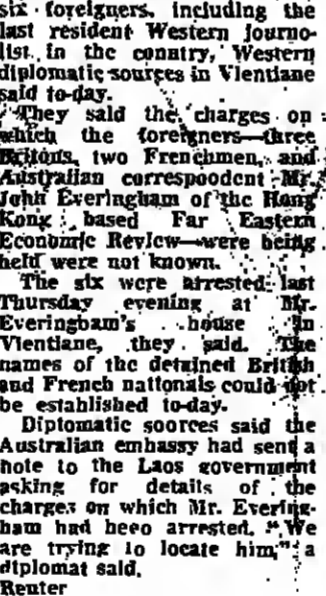 six foreigners, including the
last resident Western journo-
list in the country, Western
diplomatic sources in Vientiane
said to-day.
They said the charges on
which the foreigners—three
Britons, two Frenchmen, and
Australian correspondent Mr.
John Everingham of the Hong
Kong based Far Eastern
Economic Review—were being
held were not known.
The six were arrested last
Thursday evening at Mr.
Everingham's house in
Vientiane, they said. The
names of the detained British
and French nationals could not
be established to-day.
Diplomatic sources said the
Australian embassy had sent a
note to the Laos government
asking for details of the
charges on which Mr. Evering-
ham had been arrested. "We
are trying to locate him," a
diplomat said.
Reuter